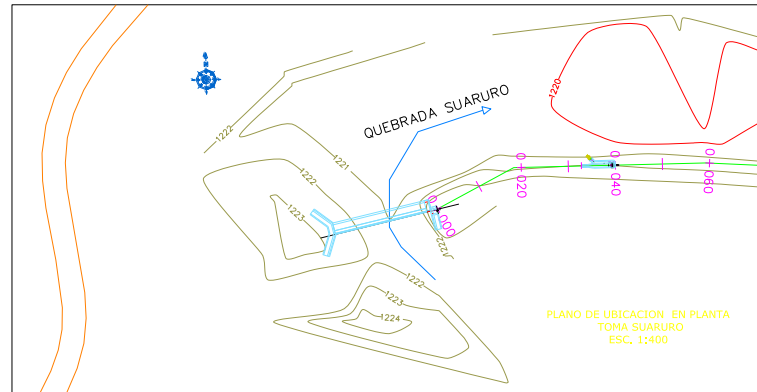 N
1220
QUEBRADA SUARURO
1222
1221
1222
1223
0+000
0+020
0+040
0+060
1222
1222
1223
1224
PLANO DE UBICACION EN PLANTA
TOMA SUARURO
ESC, 1:400